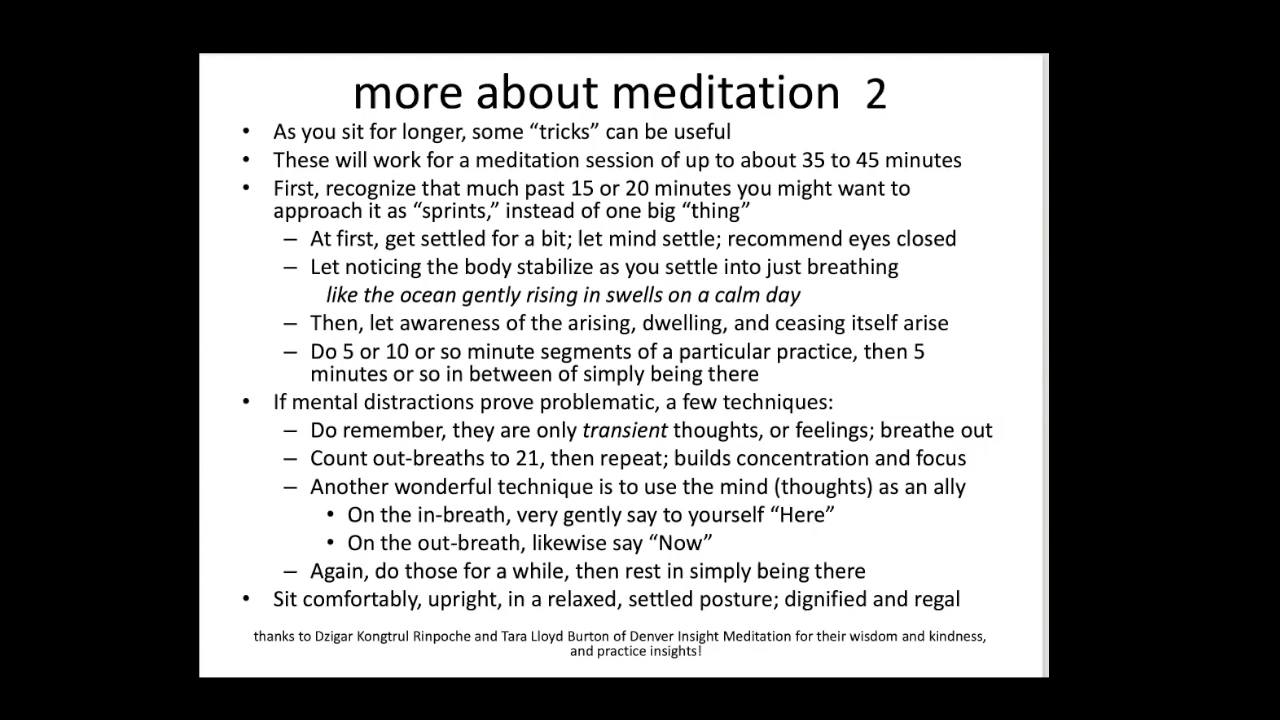 more about meditation 2
• As you sit for longer, some “tricks” can be useful
• These will work for a meditation session of up to about 35 to 45 minutes
• First, recognize that much past 15 or 20 minutes you might want to
approach it as “sprints,” instead of one big “thing”
– At first, get settled for a bit; let mind settle; recommend eyes closed
– Let noticing the body stabilize as you settle into just breathing
like the ocean gently rising in swells on a calm day
– Then, let awareness of the arising, dwelling, and ceasing itself arise
– Do 5 or 10 or so minute segments of a particular practice, then 5
minutes or so in between of simply being there
• If mental distractions prove problematic, a few techniques:
– Do remember, they are only transient thoughts, or feelings; breathe out
– Count out-breaths to 21, then repeat; builds concentration and focus
– Another wonderful technique is to use the mind (thoughts) as an ally
• On the in-breath, very gently say to yourself “Here”
• On the out-breath, likewise say “Now”
– Again, do those for a while, then rest in simply being there
• Sit comfortably, upright, in a relaxed, settled posture; dignified and regal
thanks to Dzigar Kongtrul Rinpoche and Tara Lloyd Burton of Denver Insight Meditation for their wisdom and kindness,
and practice insights!